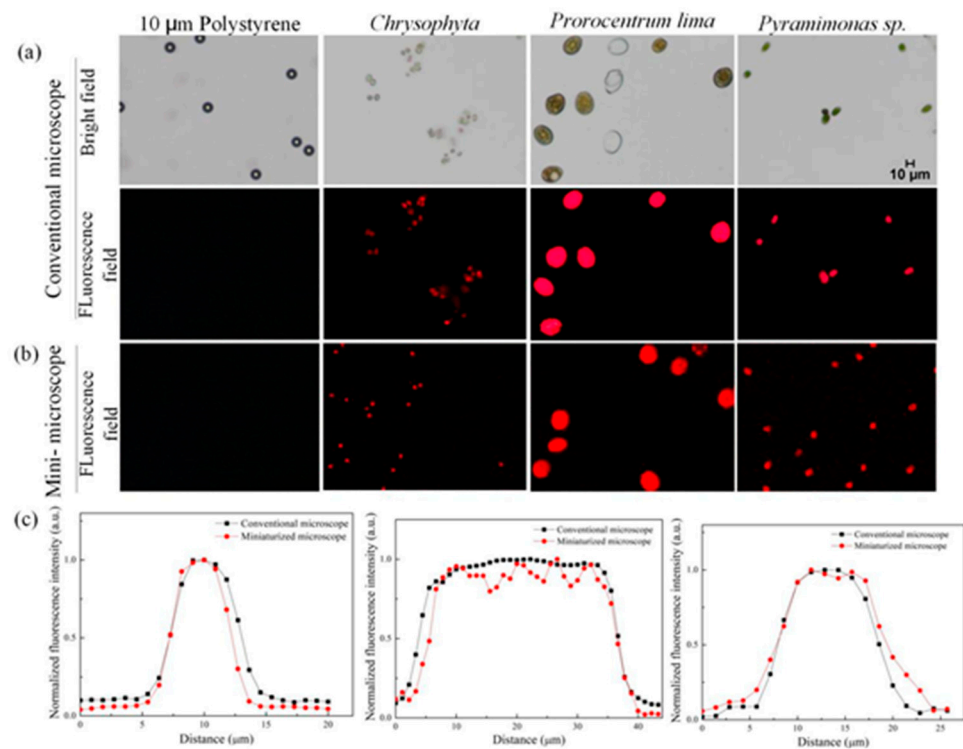 10 μm Polystyrene
Chrysophyta
Prorocentrum lima
Pyramimonas sp.
(a)
Conventional microscope
Bright field
10 μm
FLuorescence
field
(b)
Mini- microscope
FLuorescence
field
(c)
Normalized fluorescence intensity (a.u.)
1.0
0.5
0.0
Conventional microscope
Miniaturized microscope
0
5
10
15
20
Distance (μm)
Normalized fluorescence intensity (a.u.)
1.0
0.5
0.0
Conventional microscope
Miniaturized microscope
0
10
20
30
40
Distance (μm)
Normalized fluorescence intensity (a.u.)
1.0
0.5
0.0
Conventional microscope
Miniaturized microscope
0
5
10
15
20
25
Distance (μm)